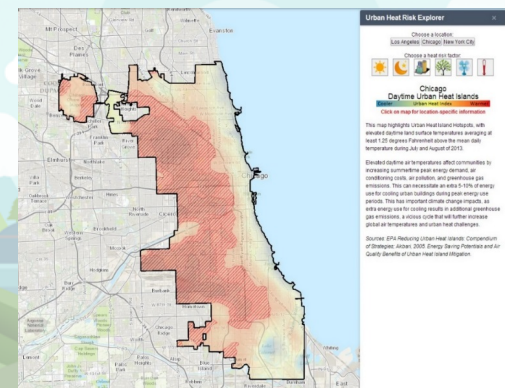 Urban Heat Risk Explorer
Choose a location:
Los Angeles Chicago New York City
Choose a heat risk factor:
Chicago
Daytime Urban Heat Islands
Cooler Urban Heat Index Warmer
Click on map for location-specific information
This map highlights Urban Heat Island Hotspots, with
elevated daytime land surface temperatures averaging at
least 1.25 degrees Fahrenheit above the mean daily
temperature during July and August of 2013.
Elevated daytime air temperatures affect communities by
increasing summertime peak energy demand, air
conditioning costs, air pollution, and greenhouse gas
emissions. This can necessitate an extra 5-10% of energy
use for cooling urban buildings during peak energy use
periods. This has important climate change impacts, as
extra energy use for cooling results in additional greenhouse
gas emissions, a vicious cycle that will further increase
global air temperatures and urban heat challenges.
Sources: EPA Reducing Urban Heat Islands: Compendium
of Strategies; Akbari, 2005. Energy Saving Potentials and Air
Quality Benefits of Urban Heat Island Mitigation.
Evanston
Elmhurst
Chicago
Cicero
Chicago
Ridge
Blue
Island
Whiting
East